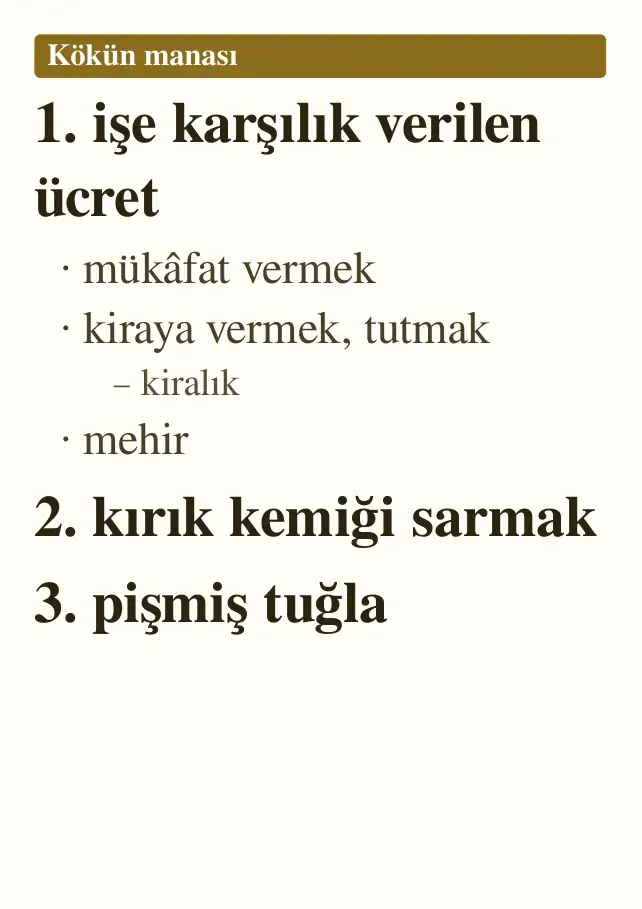 Kökün manası
1. işe karşılık verilen
ücret
· mükâfat vermek
· kiraya vermek, tutmak
– kiralık
· mehir
2. kırık kemiği sarmak
3. pişmiş tuğla